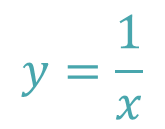 y = 1/x